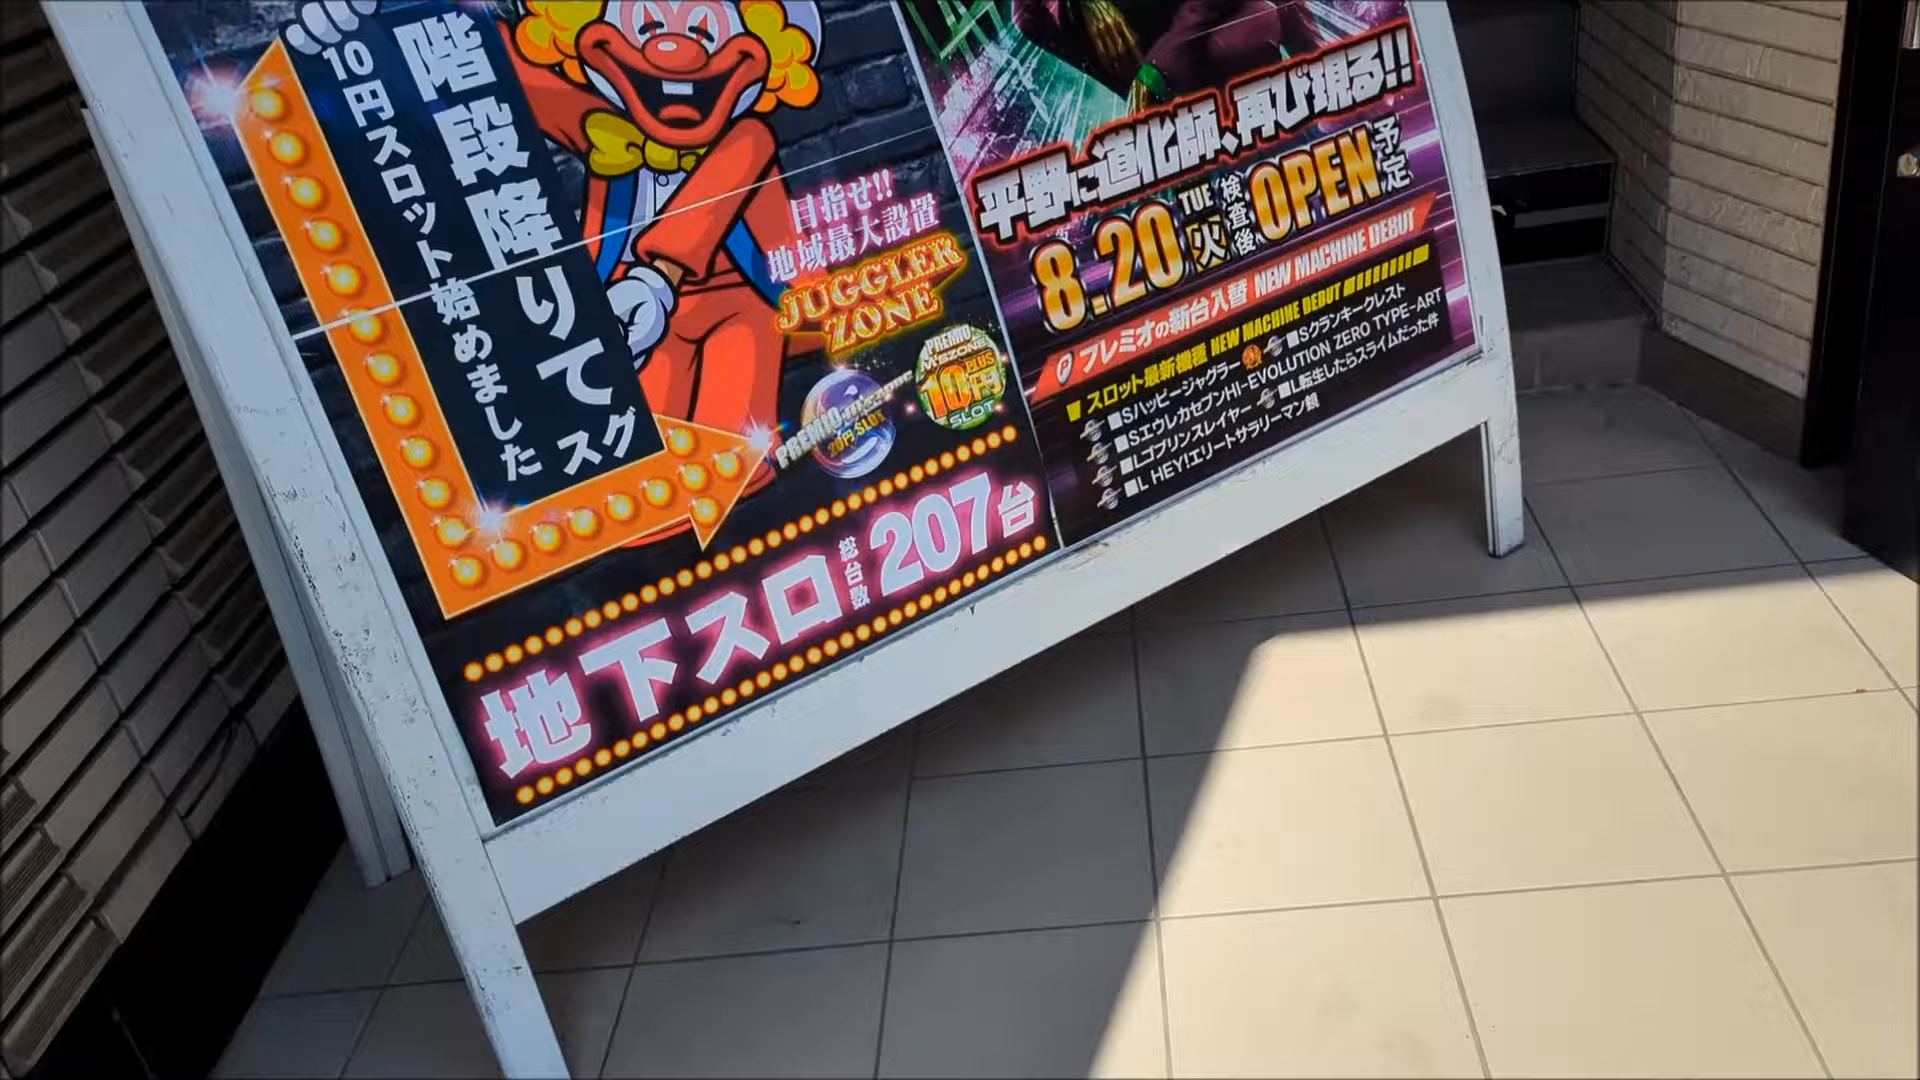 階段降りてスグ
10円スロット始めました
目指せ!!
地域最大設置
JUGGLER
ZONE
PREMIO m'szone
20円SLOT
PREMIO
M'SZONE
PLUS
10円
SLOT
地下スロ総台数207台
平野に道化師、再び現る!!
8.20 TUE 火 検査後 OPEN 予定
プレミオの新台入替 NEW MACHINE DEBUT
スロット最新機種 NEW MACHINE DEBUT
■Sハッピージャグラー ■Sクランキークレスト
■SエウレカセブンHI-EVOLUTION ZERO TYPE-ART
■Lゴブリンスレイヤー ■L転生したらスライムだった件
■L HEY!エリートサラリーマン鏡